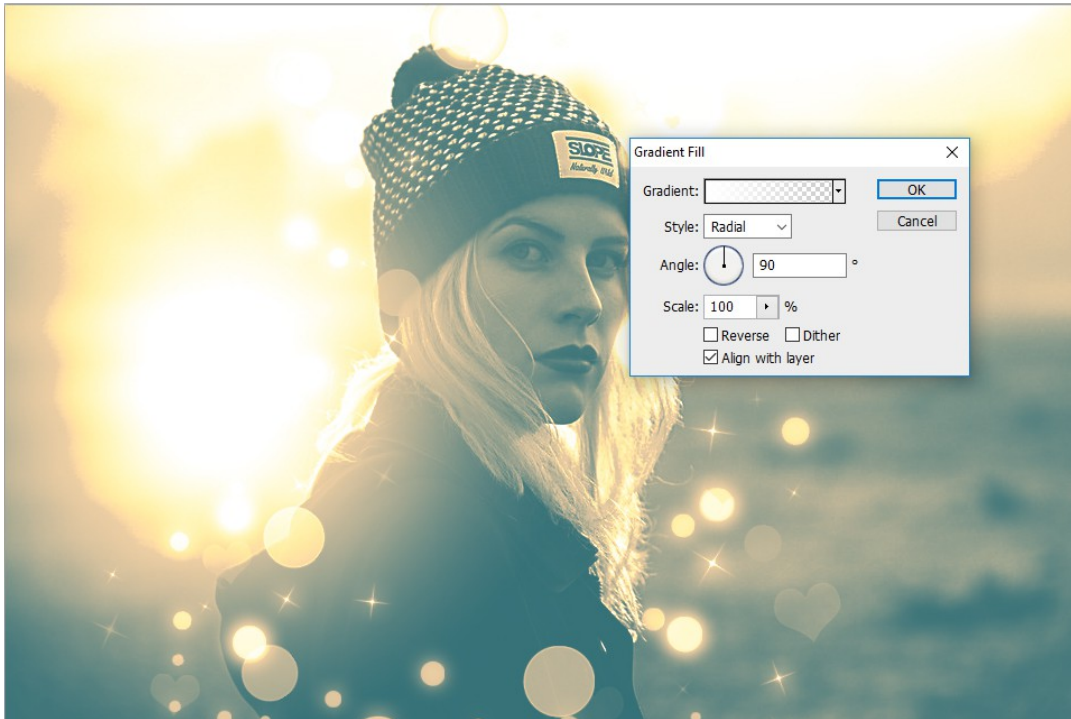 SLOPE
Naturally Wild
Gradient Fill
Gradient:
OK
Style: Radial
Cancel
Angle: 90 °
Scale: 100 %
Reverse Dither
Align with layer